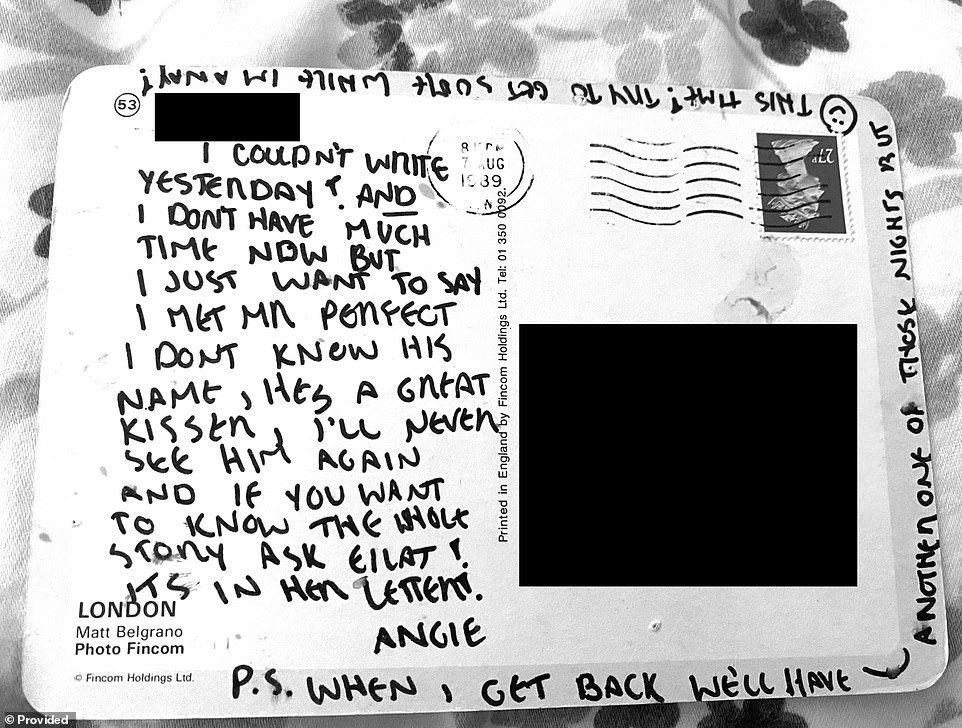 53
I COULDN'T WRITE
YESTERDAY! AND
I DON'T HAVE MUCH
TIME NOW BUT
I JUST WANT TO SAY
I MET MR PERFECT
I DONT KNOW HIS
NAME, HES A GREAT
KISSER, I'LL NEVER
SEE HIM AGAIN
AND IF YOU WANT
TO KNOW THE WHOLE
STORY ASK EILAT!
ITS IN HER LETTER!.
ANGIE
P.S. WHEN I GET BACK WE'LL HAVE
ANOTHER ONE OF THOSE NIGHTS BUT
THIS TIME! TRY TO GET SOME WHILE IM AWAY!
LONDON
Matt Belgrano
Photo Fincom
© Fincom Holdings Ltd.
Printed in England by Fincom Holdings Ltd. Tel: 01 350 0092.
7 AUG
1989
27P
Provided